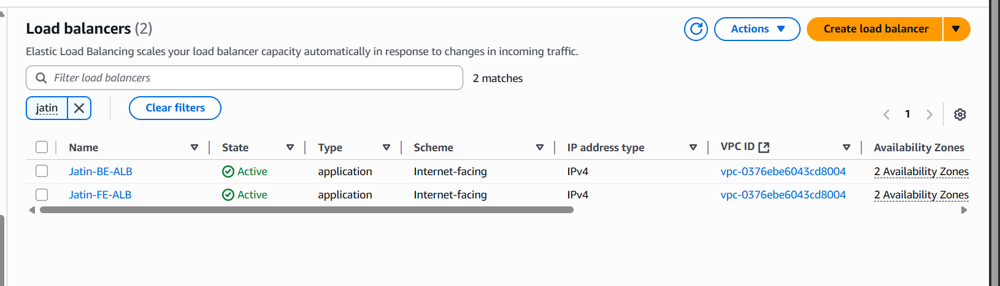 Load balancers (2)
Actions
Create load balancer
Elastic Load Balancing scales your load balancer capacity automatically in response to changes in incoming traffic.
Filter load balancers
2 matches
jatin
Clear filters
1
Name State Type Scheme IP address type VPC ID Availability Zones
Jatin-BE-ALB Active application Internet-facing IPv4 vpc-0376ebe6043cd8004 2 Availability Zones
Jatin-FE-ALB Active application Internet-facing IPv4 vpc-0376ebe6043cd8004 2 Availability Zones